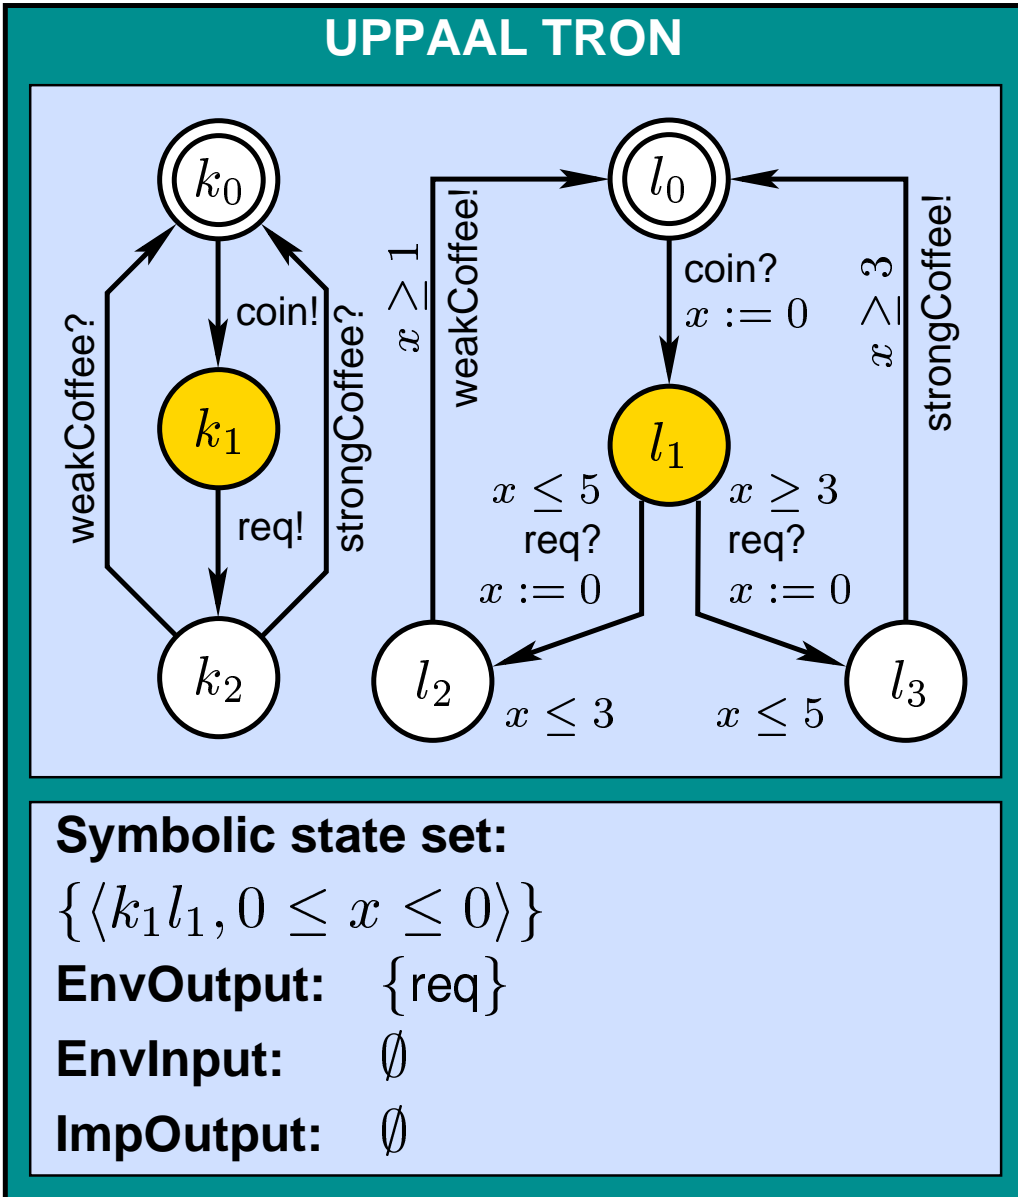 UPPAAL TRON
k₀
coin!
k₁
req!
k₂
weakCoffee?
strongCoffee?
l₀
coin?
x := 0
l₁
x ≤ 5
req?
x := 0
x ≥ 3
req?
x := 0
x ≥ 1
weakCoffee!
x ≥ 3
strongCoffee!
l₂
x ≤ 3
x ≤ 5
l₃
Symbolic state set:
{⟨k₁l₁, 0 ≤ x ≤ 0⟩}
EnvOutput: {req}
EnvInput: ∅
ImpOutput: ∅